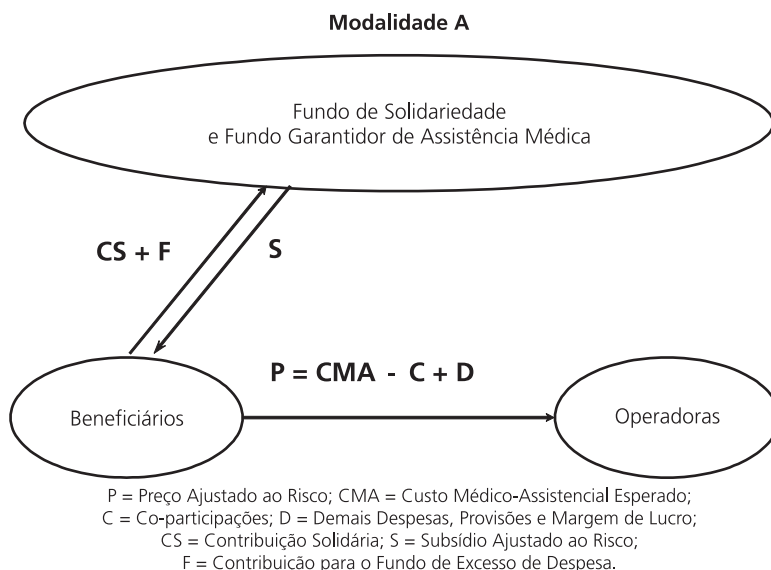 Modalidade A
Fundo de Solidariedade
e Fundo Garantidor de Assistência Médica
CS + F
S
P = CMA - C + D
Beneficiários
Operadoras
P = Preço Ajustado ao Risco; CMA = Custo Médico-Assistencial Esperado;
C = Co-participações; D = Demais Despesas, Provisões e Margem de Lucro;
CS = Contribuição Solidária; S = Subsídio Ajustado ao Risco;
F = Contribuição para o Fundo de Excesso de Despesa.